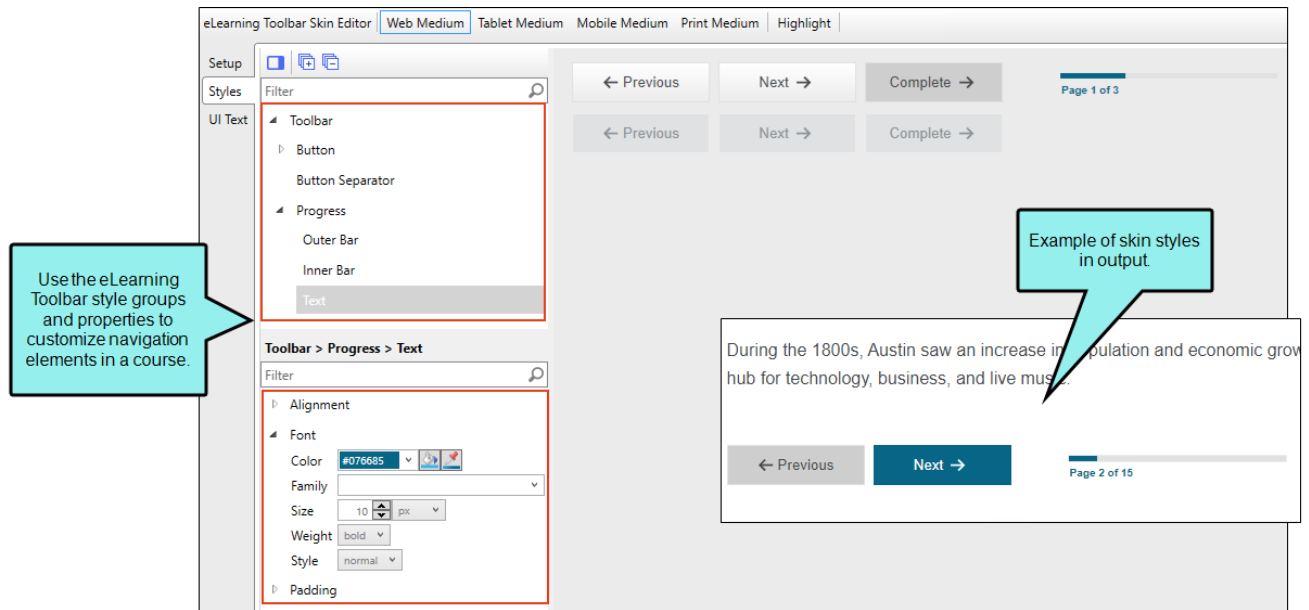 eLearning Toolbar Skin Editor Web Medium Tablet Medium Mobile Medium Print Medium Highlight
Setup
Styles
UI Text
Filter
Toolbar
Button
Button Separator
Progress
Outer Bar
Inner Bar
Text
Toolbar > Progress > Text
Filter
Alignment
Font
Color #076685
Family
Size 10 px
Weight bold
Style normal
Padding
← Previous Next → Complete →
Page 1 of 3
← Previous Next → Complete →
Use the eLearning
Toolbar style groups
and properties to
customize navigation
elements in a course.
Example of skin styles
in output.
During the 1800s, Austin saw an increase in population and economic grow
hub for technology, business, and live music.
← Previous Next →
Page 2 of 15